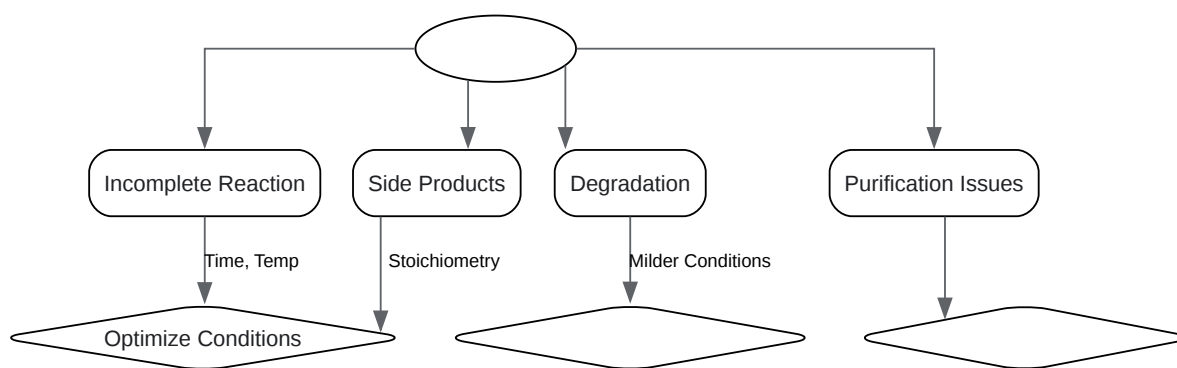 Incomplete Reaction
Side Products
Degradation
Purification Issues
Time, Temp
Stoichiometry
Milder Conditions
Optimize Conditions